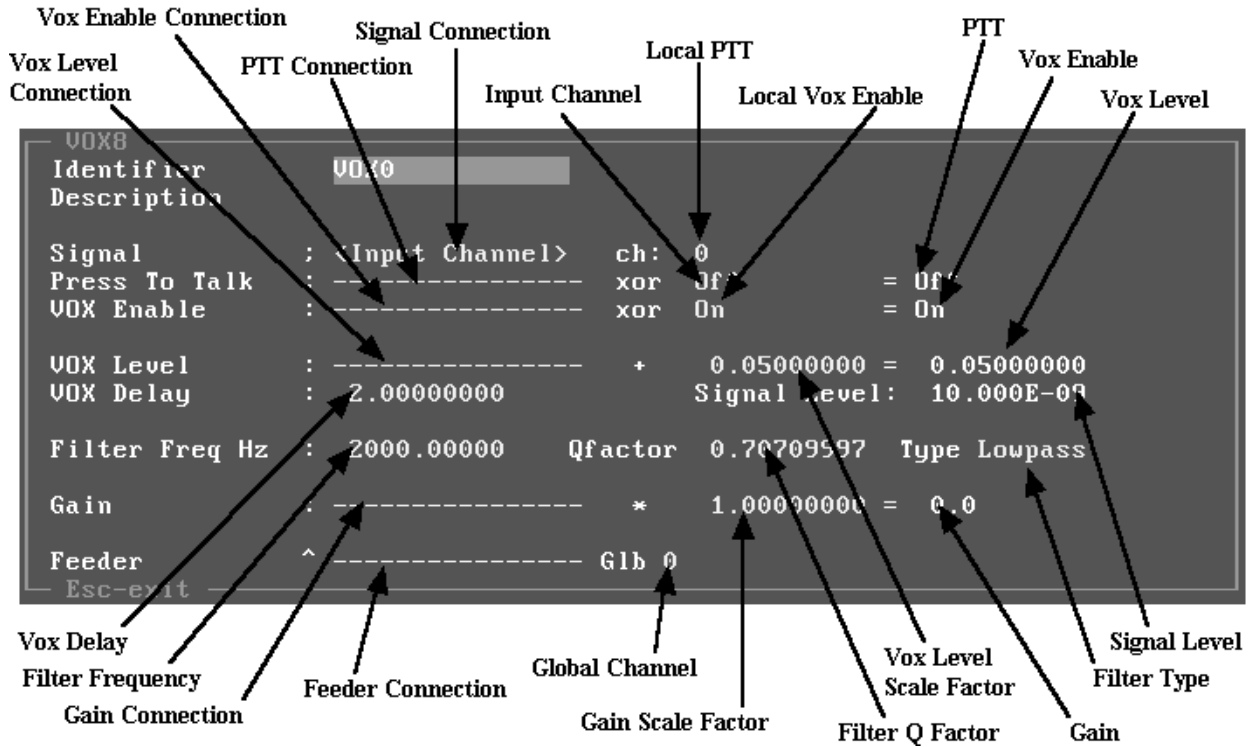 Vox Enable Connection
Signal Connection
Local PTT
PTT
Vox Level
Connection
PTT Connection
Input Channel
Local Vox Enable
Vox Enable
Vox Level
VOX8
Identifier VOX0
Description
Signal : <Input Channel> ch: 0
Press To Talk : --------------- xor Off = Off
VOX Enable : --------------- xor On = On
VOX Level : --------------- + 0.05000000 = 0.05000000
VOX Delay : 2.00000000 Signal Level: 10.000E-09
Filter Freq Hz : 2000.00000 Qfactor 0.70709997 Type Lowpass
Gain : --------------- * 1.00000000 = 0.0
Feeder ^ --------------- Glb 0
Esc-exit
Vox Delay
Filter Frequency
Gain Connection
Feeder Connection
Global Channel
Gain Scale Factor
Vox Level
Scale Factor
Filter Q Factor
Signal Level
Filter Type
Gain